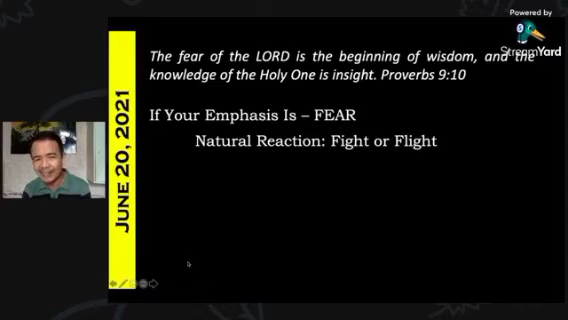 Powered by
StreamYard
JUNE 20, 2021
The fear of the LORD is the beginning of wisdom, and the
knowledge of the Holy One is insight. Proverbs 9:10
If Your Emphasis Is – FEAR
Natural Reaction: Fight or Flight